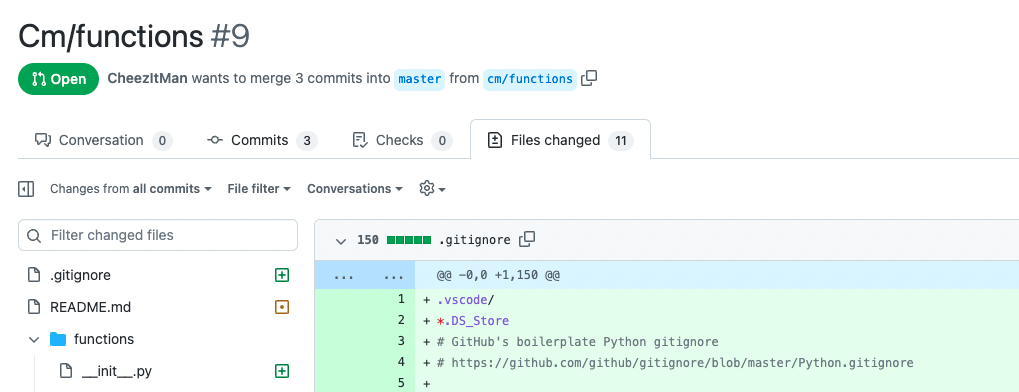 Cm/functions #9
Open CheezItMan wants to merge 3 commits into master from cm/functions
Conversation 0 Commits 3 Checks 0 Files changed 11
Changes from all commits File filter Conversations
Filter changed files
.gitignore
README.md
functions
__init__.py
150 .gitignore
... ... @@ -0,0 +1,150 @@
1 + .vscode/
2 + *.DS_Store
3 + # GitHub's boilerplate Python gitignore
4 + # https://github.com/github/gitignore/blob/master/Python.gitignore
5 +